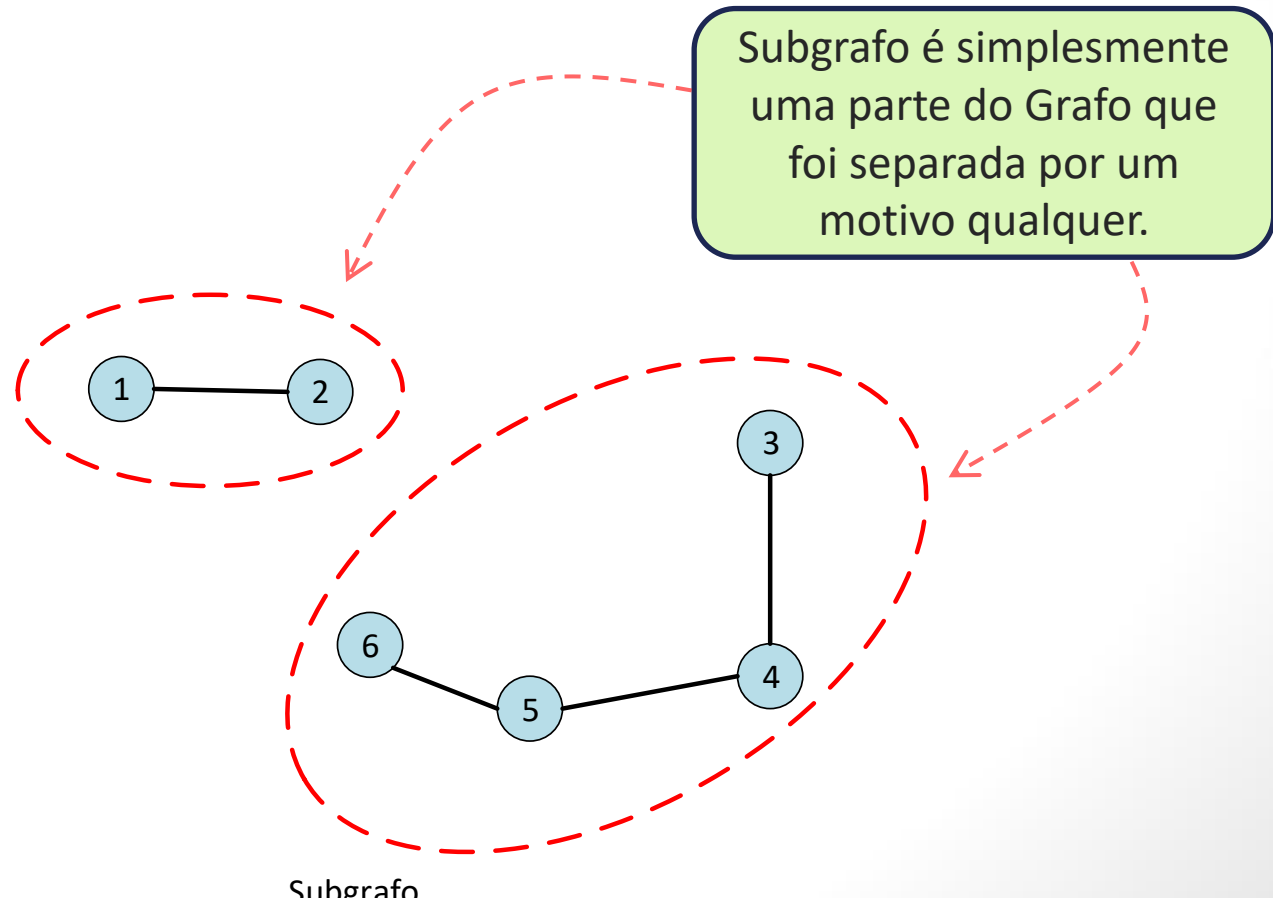 Subgrafo é simplesmente
uma parte do Grafo que
foi separada por um
motivo qualquer.
1
2
3
6
4
5
Subgrafo